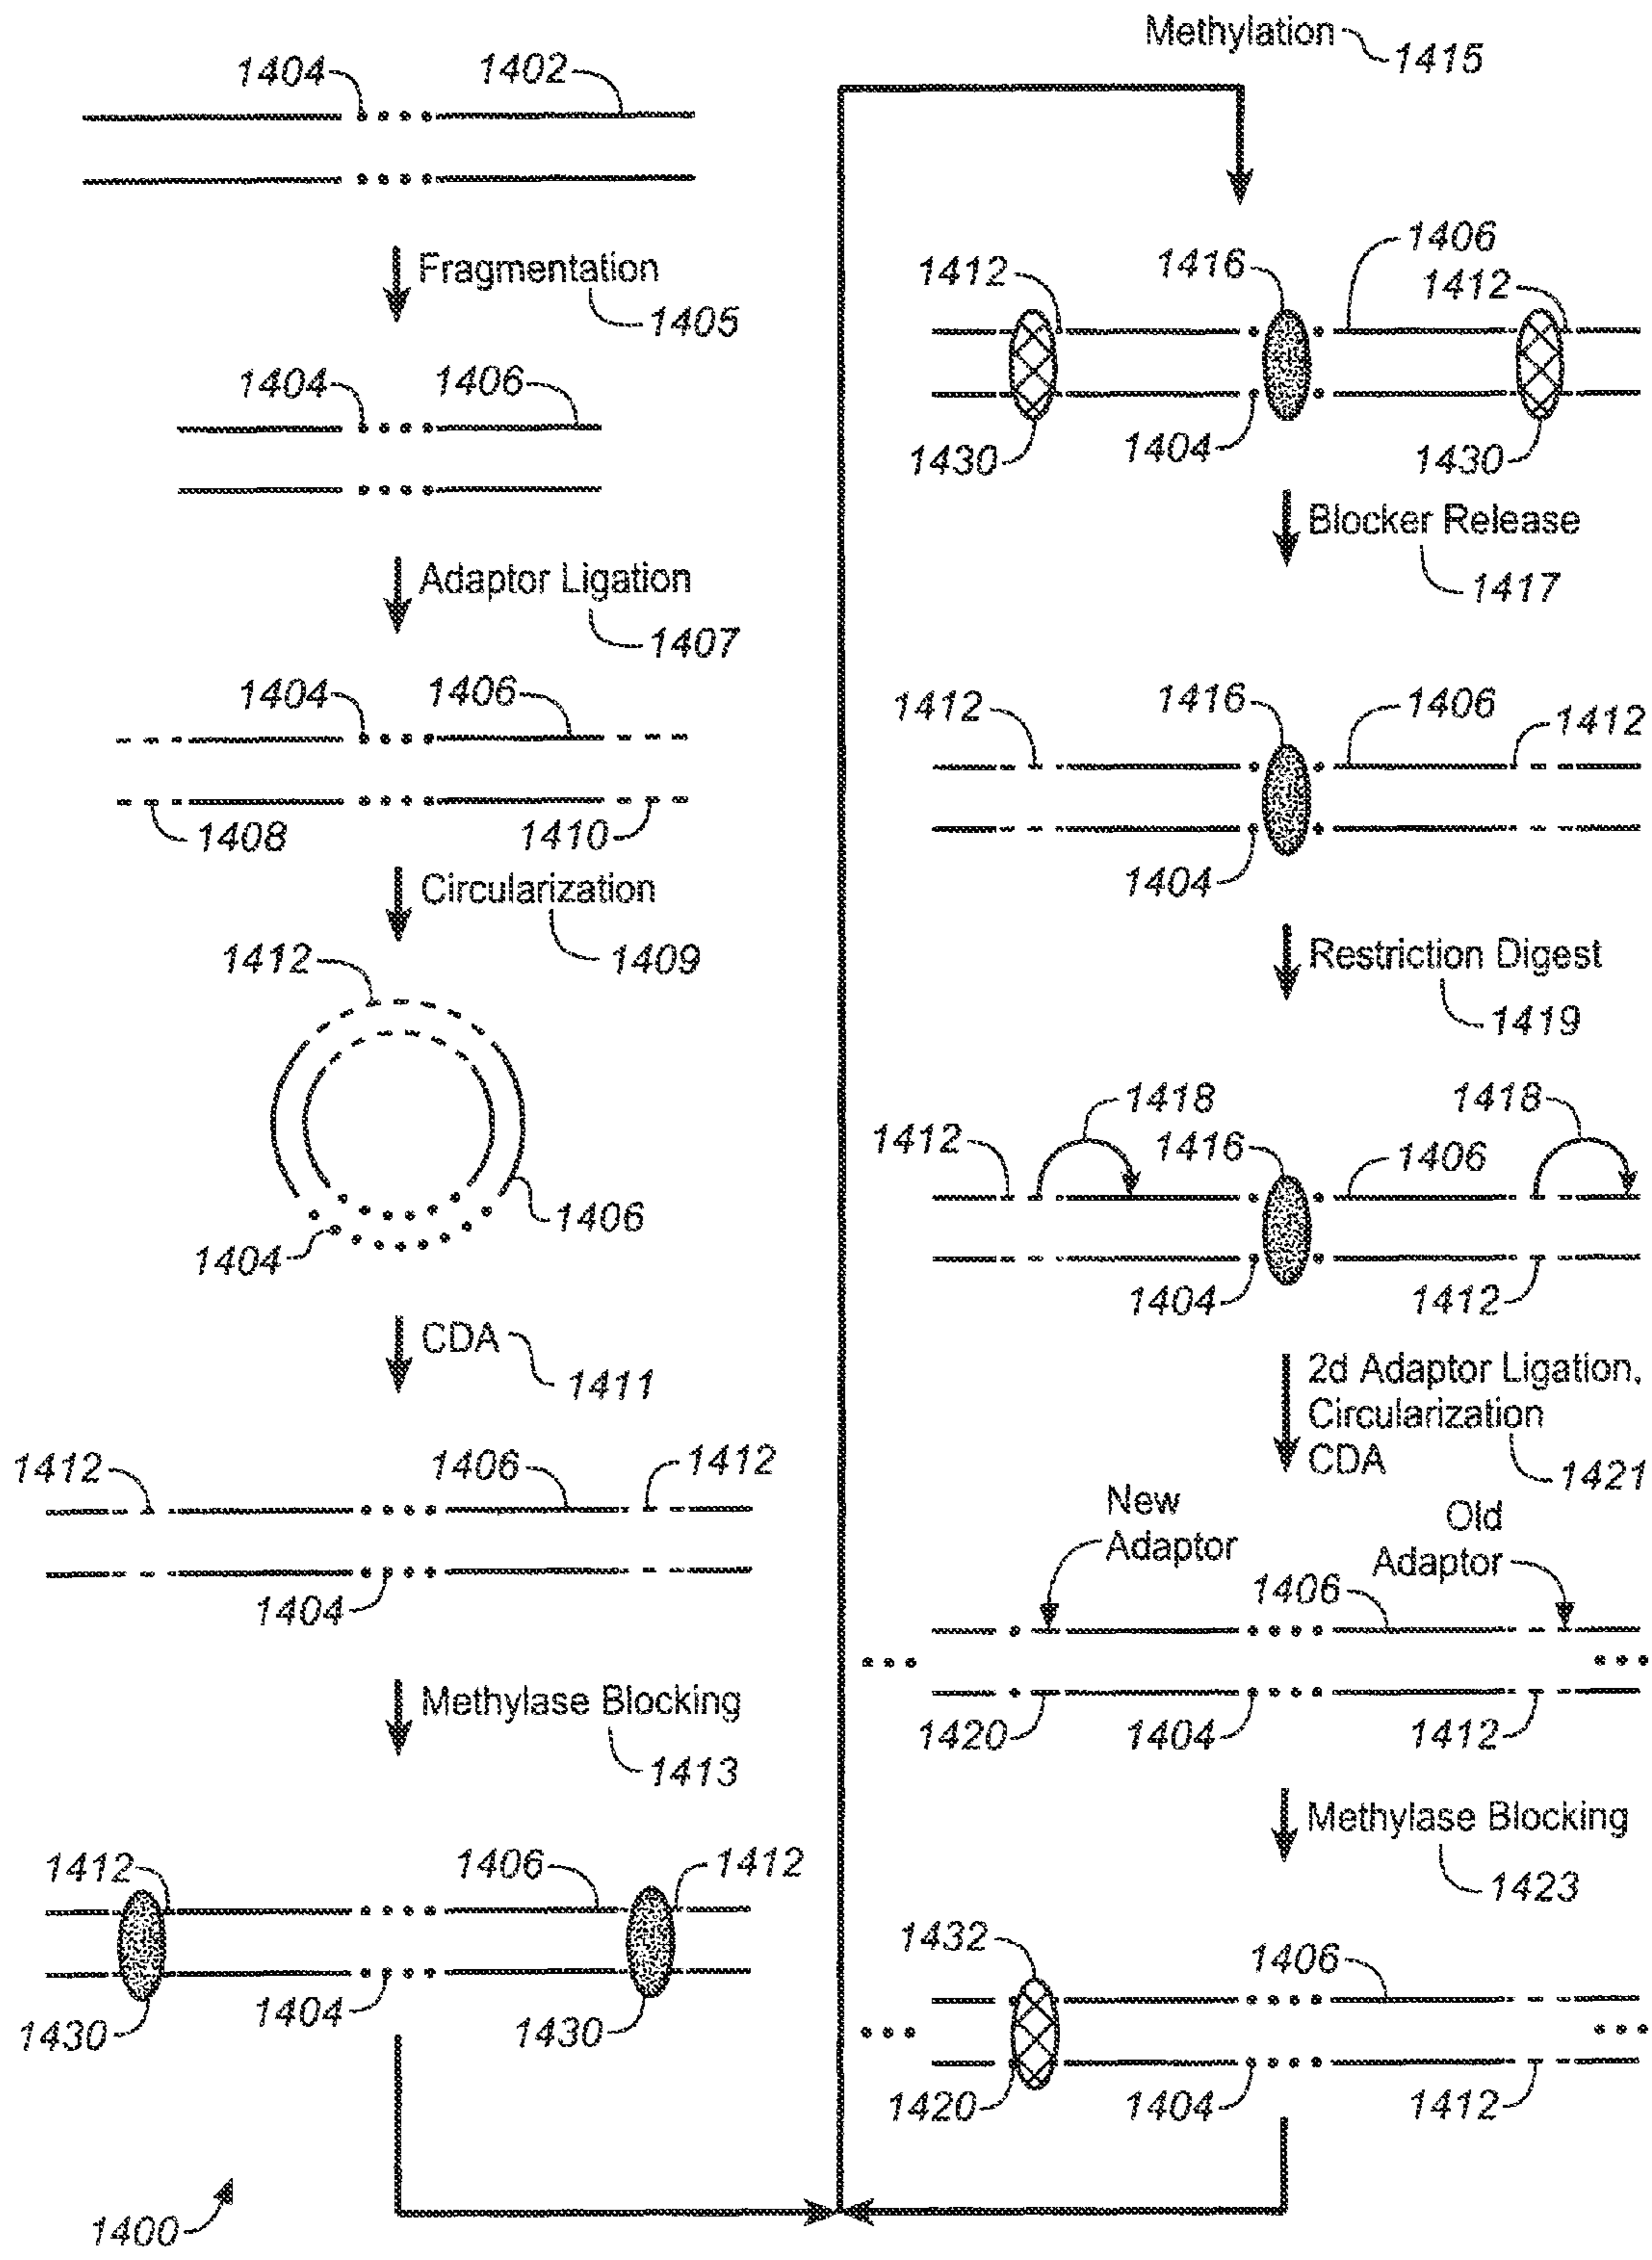 1404 1402
Fragmentation
1405
1404 1406
Adaptor Ligation
1407
1404 1406
1408 1410
Circularization
1409
1412
1406
1404
CDA
1411
1412 1406 1412
1404
Methylase Blocking
1413
1412 1406 1412
1430 1404 1430
1400
Methylation
1415
1412 1416 1406
1412
1430 1404 1430
Blocker Release
1417
1412 1416 1406 1412
1404
Restriction Digest
1419
1418 1418
1412 1416 1406
1404 1412
2d Adaptor Ligation,
Circularization
CDA
1421
New
Adaptor
Old
Adaptor
1406
...
...
1420 1404 1412
Methylase Blocking
1423
1432 1406
...
...
1420 1404 1412